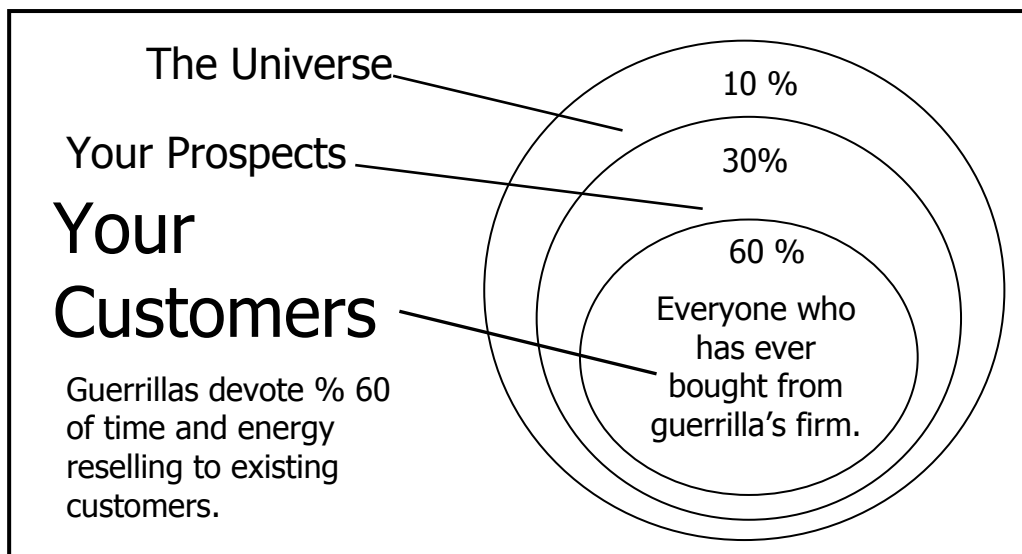 The Universe
10 %
Your Prospects
30%
Your
Customers
60 %
Everyone who
has ever
bought from
guerrilla's firm.
Guerrillas devote % 60
of time and energy
reselling to existing
customers.